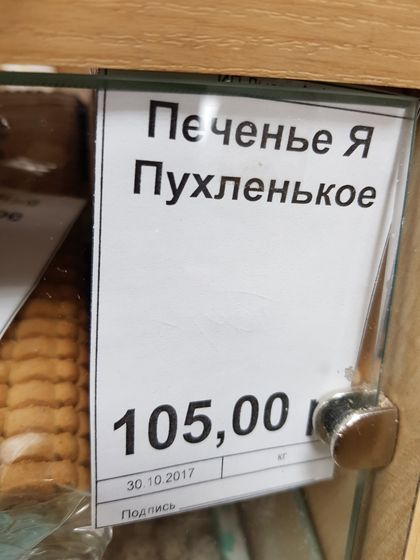 Печенье Я
Пухленькое
105,00
30.10.2017 кг
Подпись